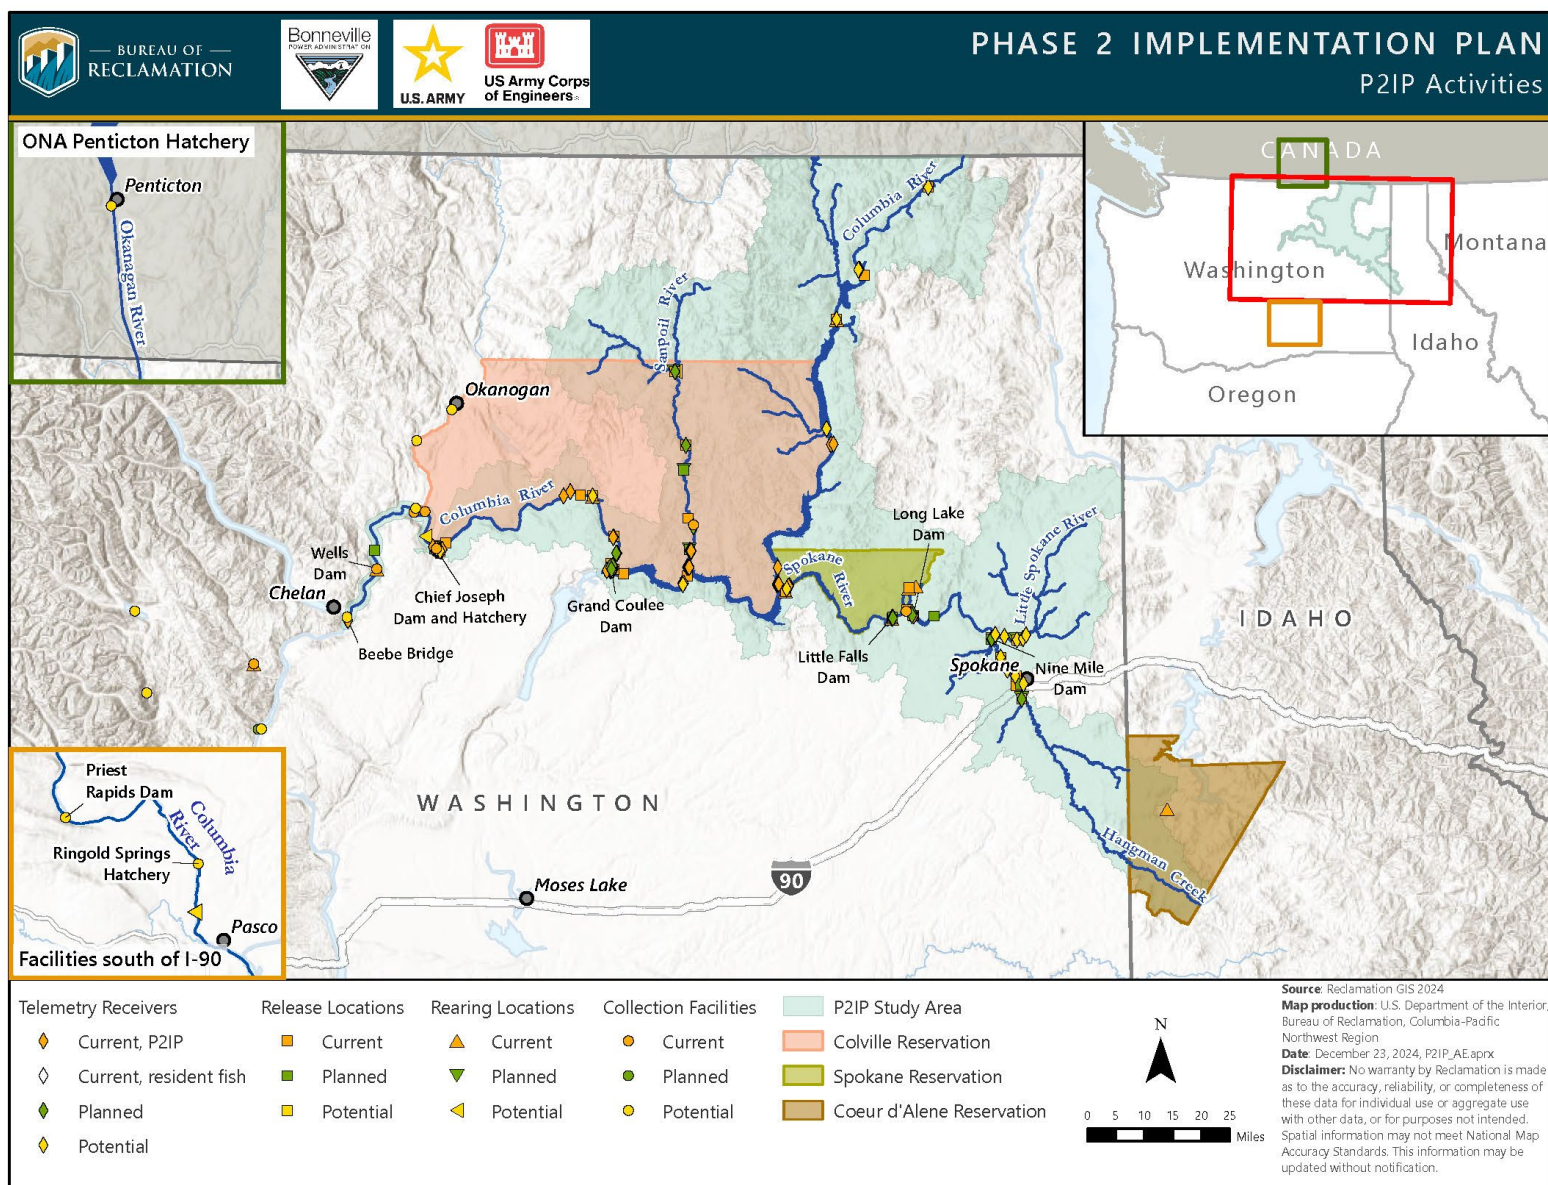 BUREAU OF
RECLAMATION
Bonneville
POWER ADMINISTRATION
U.S. ARMY
US Army Corps
of Engineers®
PHASE 2 IMPLEMENTATION PLAN
P2IP Activities
ONA Penticton Hatchery
Penticton
Okanagan River
CANADA
Washington
Montana
Idaho
Oregon
Columbia River
Sanpoil River
Okanogan
Columbia River
Wells
Dam
Chelan
Chief Joseph
Dam and Hatchery
Beebe Bridge
Grand Coulee
Dam
Spokane
River
Long Lake
Dam
Little Falls
Dam
Little Spokane River
Spokane
Nine Mile
Dam
IDAHO
WASHINGTON
Hangman Creek
90
Moses Lake
Priest
Rapids Dam
Columbia
River
Ringold Springs
Hatchery
Pasco
Facilities south of I-90
Telemetry Receivers
Current, P2IP
Current, resident fish
Planned
Potential
Release Locations
Current
Planned
Potential
Rearing Locations
Current
Planned
Potential
Collection Facilities
Current
Planned
Potential
P2IP Study Area
Colville Reservation
Spokane Reservation
Coeur d'Alene Reservation
N
0 5 10 15 20 25
Miles
Source: Reclamation GIS 2024
Map production: U.S. Department of the Interior,
Bureau of Reclamation, Columbia-Pacific
Northwest Region
Date: December 23, 2024, P2IP_AE.aprx
Disclaimer: No warranty by Reclamation is made
as to the accuracy, reliability, or completeness of
these data for individual use or aggregate use
with other data, or for purposes not intended.
Spatial information may not meet National Map
Accuracy Standards. This information may be
updated without notification.